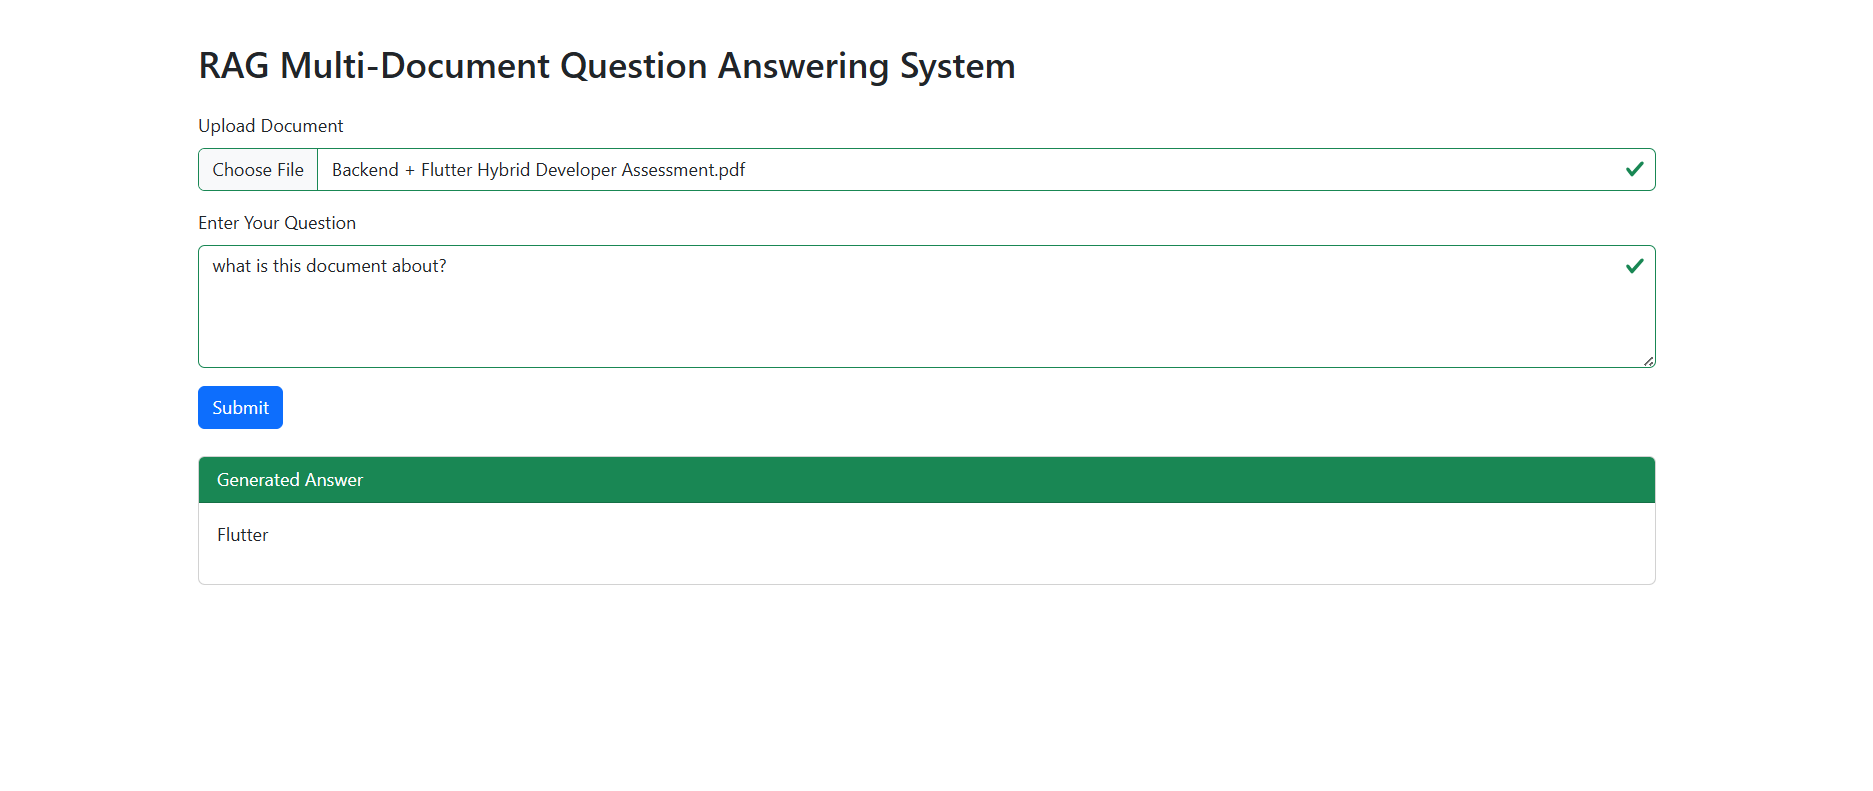 RAG Multi-Document Question Answering System
Upload Document
Choose File Backend + Flutter Hybrid Developer Assessment.pdf
Enter Your Question
what is this document about?
Submit
Generated Answer
Flutter